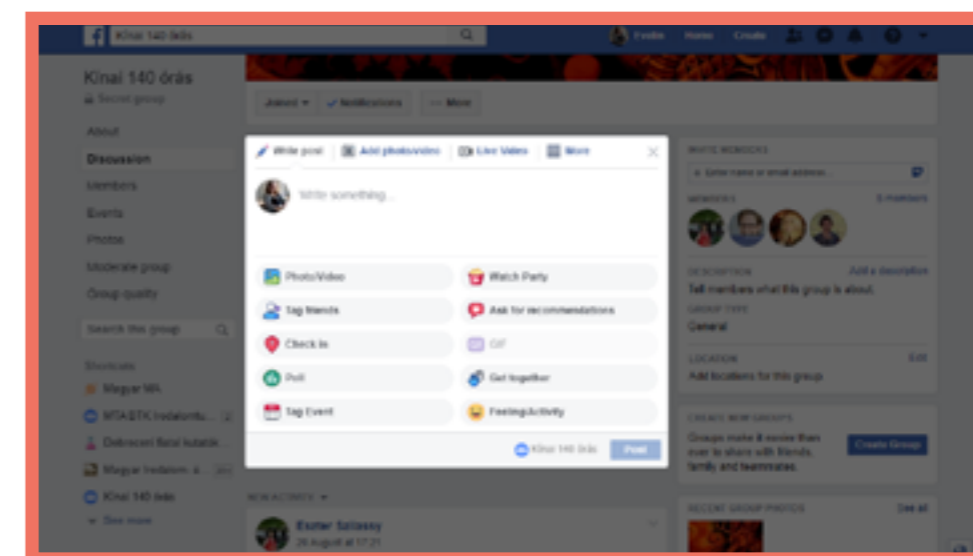 Kínai 140 órás
Home Create
Kínai 140 órás
Secret group
About
Discussion
Members
Events
Photos
Moderate group
Group quality
Search this group
Shortcuts
Magyar MA
Kínai 140 órás
See more
Joined Notifications More
Write post Add photo/video Live Video More
Write something...
Photo/Video Watch Party
Tag friends Ask for recommendations
Check in GIF
Poll Get together
Tag Event Feeling/Activity
Kínai 140 órás Post
NEW ACTIVITY
Eszter Szilassy
28 August at 17:21
INVITE MEMBERS
Enter name or email address...
MEMBERS 5 members
DESCRIPTION Add a description
Tell members what this group is about.
GROUP TYPE
General
LOCATION Edit
Add locations for this group
CREATE NEW GROUPS
Groups make it easier than
ever to share with friends,
family and teammates.
Create Group
RECENT GROUP PHOTOS See all